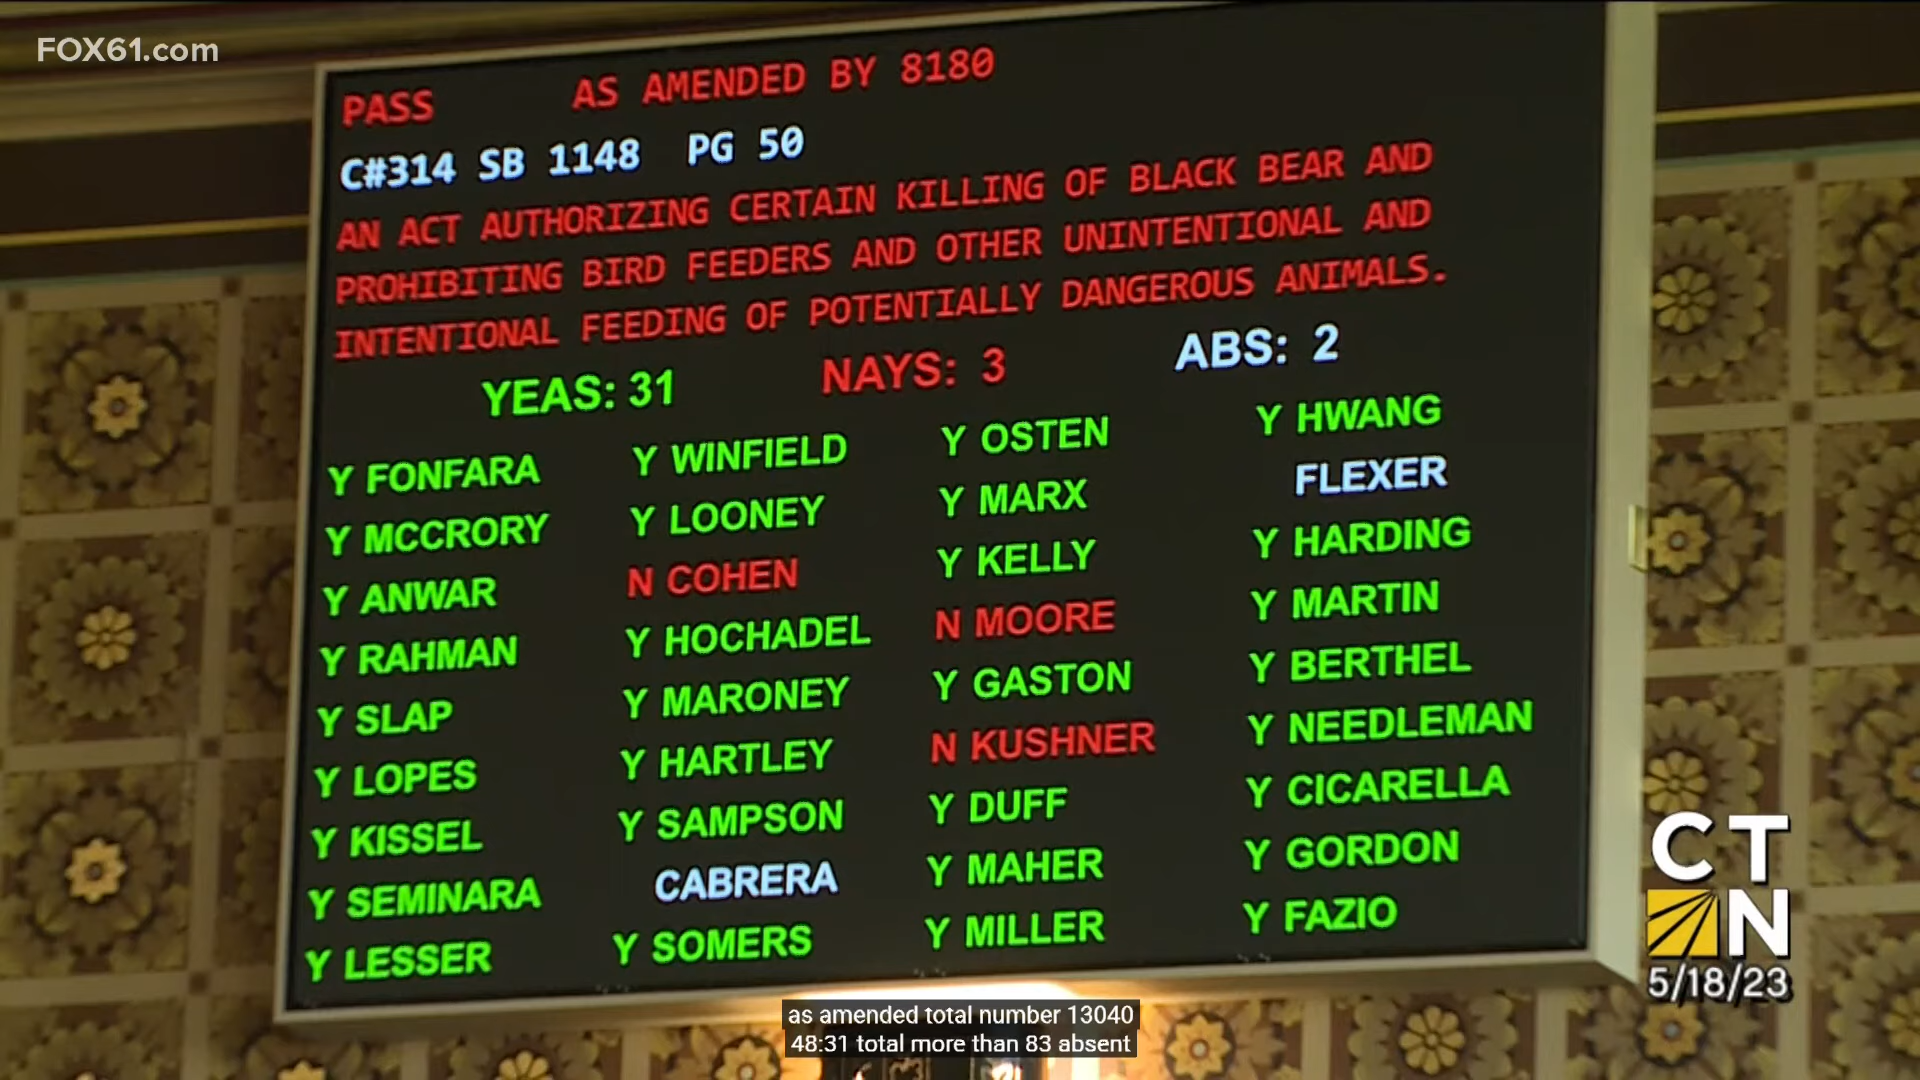 FOX61.com
PASS AS AMENDED BY 8180
C#314 SB 1148 PG 50
AN ACT AUTHORIZING CERTAIN KILLING OF BLACK BEAR AND
PROHIBITING BIRD FEEDERS AND OTHER UNINTENTIONAL AND
INTENTIONAL FEEDING OF POTENTIALLY DANGEROUS ANIMALS.
YEAS: 31 NAYS: 3 ABS: 2
Y FONFARA Y WINFIELD Y OSTEN Y HWANG
Y MCCRORY Y LOONEY Y MARX FLEXER
Y ANWAR N COHEN Y KELLY Y HARDING
Y RAHMAN Y HOCHADEL N MOORE Y MARTIN
Y SLAP Y MARONEY Y GASTON Y BERTHEL
Y LOPES Y HARTLEY N KUSHNER Y NEEDLEMAN
Y KISSEL Y SAMPSON Y DUFF Y CICARELLA
Y SEMINARA CABRERA Y MAHER Y GORDON
Y LESSER Y SOMERS Y MILLER Y FAZIO
CT
N
5/18/23
as amended total number 13040
48:31 total more than 83 absent